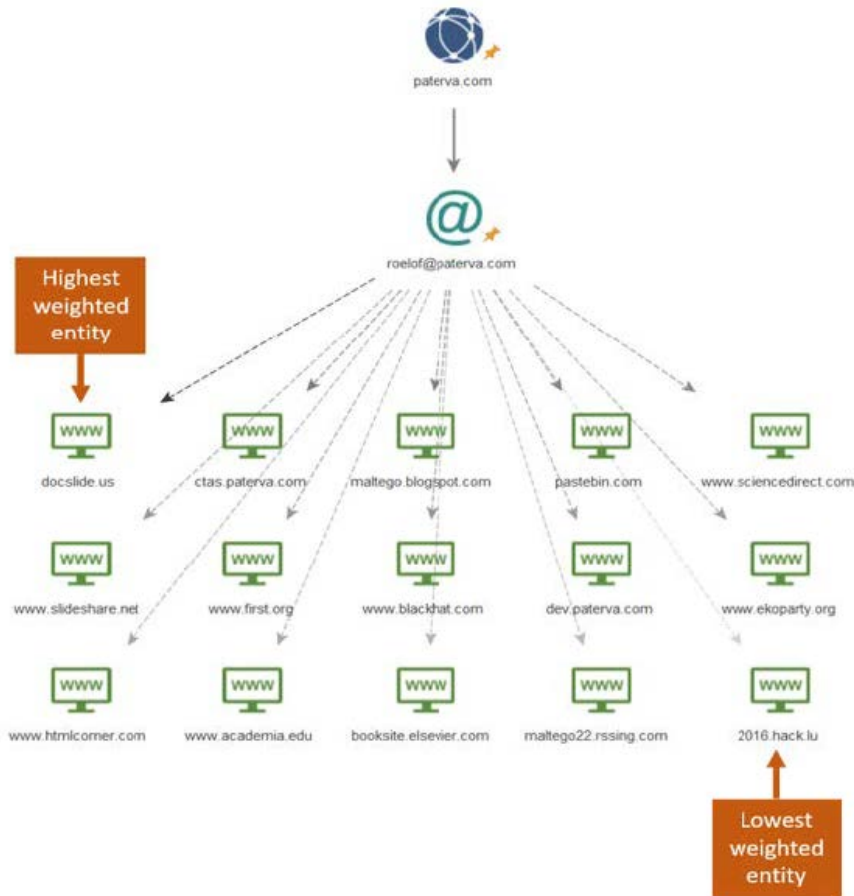 paterva.com
@
roelof@paterva.com
Highest
weighted
entity
WWW
WWW
WWW
WWW
WWW
docslide.us
ctas.paterva.com
maltego.blogspot.com
pastebin.com
www.sciencedirect.com
WWW
WWW
WWW
WWW
WWW
www.slideshare.net
www.first.org
www.blackhat.com
dev.paterva.com
www.ekoparty.org
WWW
WWW
WWW
WWW
WWW
www.htmlcorner.com
www.academia.edu
booksite.elsevier.com
maltego22.rssing.com
2016.hack.lu
Lowest
weighted
entity